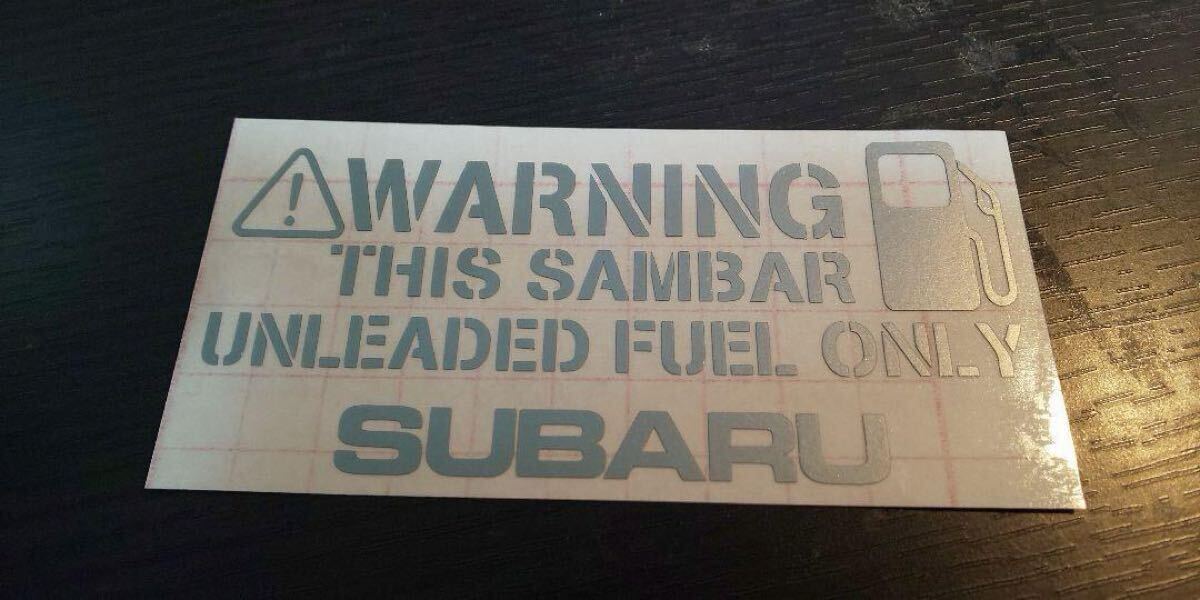 WARNING
THIS SAMBAR
UNLEADED FUEL ONLY
SUBARU